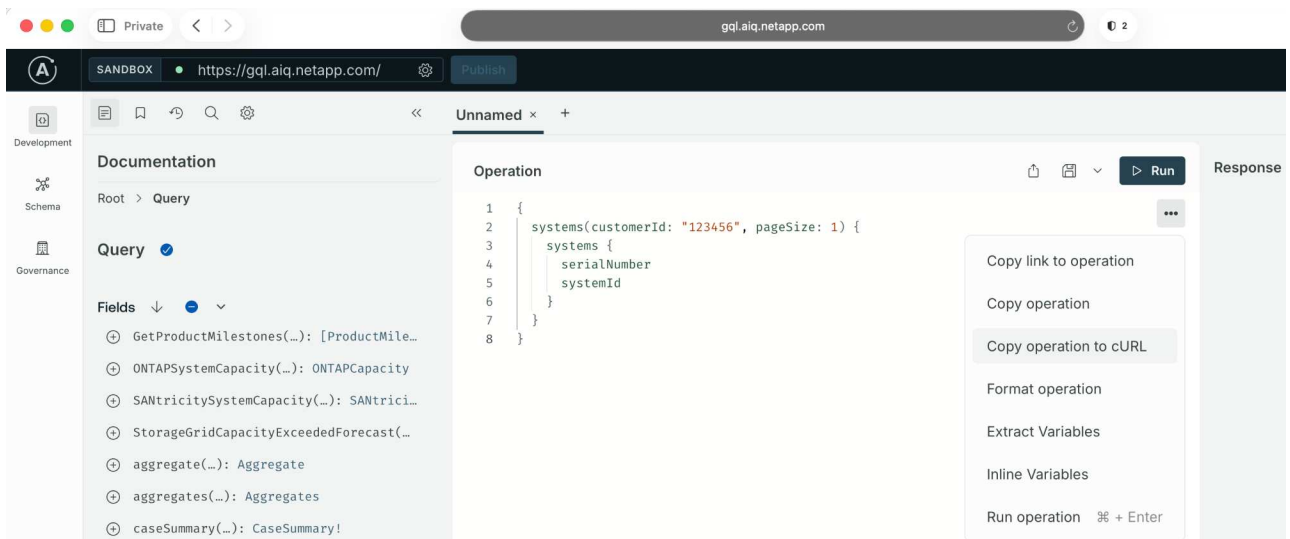 Private
gql.aiq.netapp.com
2
A
SANDBOX
https://gql.aiq.netapp.com/
Publish
Development
Schema
Governance
Documentation
Root > Query
Query
Fields
GetProductMilestones(…): [ProductMile…
ONTAPSystemCapacity(…): ONTAPCapacity
SANtricitySystemCapacity(…): SANtrici…
StorageGridCapacityExceededForecast(…
aggregate(…): Aggregate
aggregates(…): Aggregates
caseSummary(…): CaseSummary!
Unnamed × +
Operation
Run
1 {
2 systems(customerId: "123456", pageSize: 1) {
3 systems {
4 serialNumber
5 systemId
6 }
7 }
8 }
•••
Copy link to operation
Copy operation
Copy operation to cURL
Format operation
Extract Variables
Inline Variables
Run operation ⌘ + Enter
Response